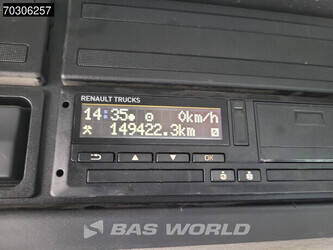 70306257
RENAULT TRUCKS
14:35 0km/h
149422.3km
OK
BAS WORLD